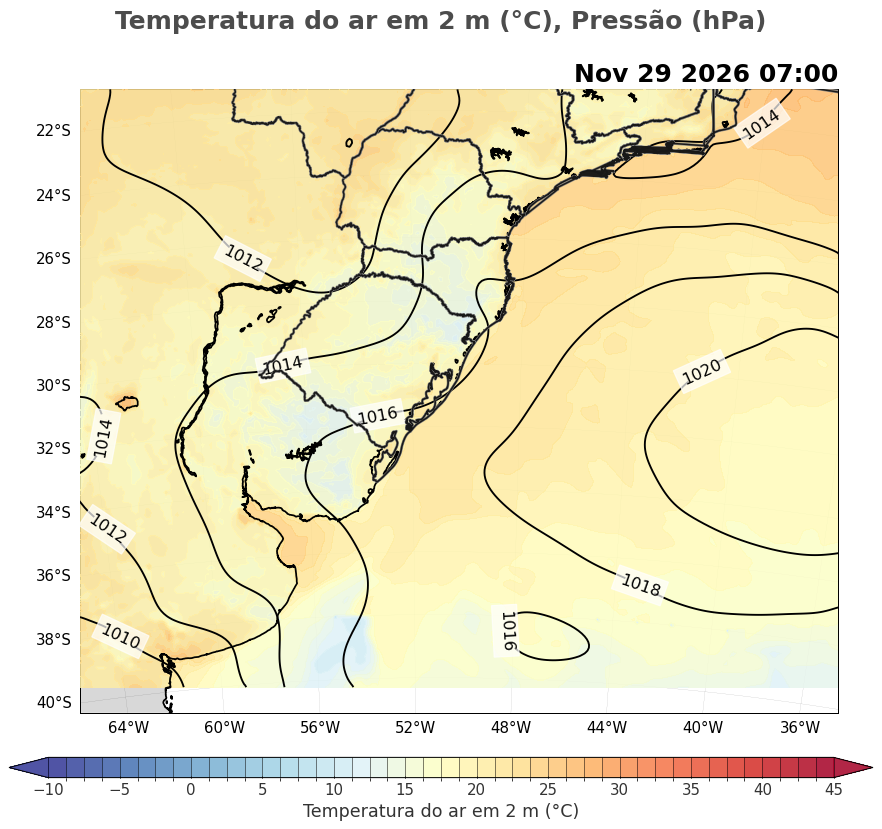 Temperatura do ar em 2 m (°C), Pressão (hPa)
Nov 29 2026 07:00
22°S
24°S
26°S
28°S
30°S
32°S
34°S
36°S
38°S
40°S
1014
1012
1014
1020
1016
1014
1012
1018
1016
1010
64°W 60°W 56°W 52°W 48°W 44°W 40°W 36°W
−10 −5 0 5 10 15 20 25 30 35 40 45
Temperatura do ar em 2 m (°C)